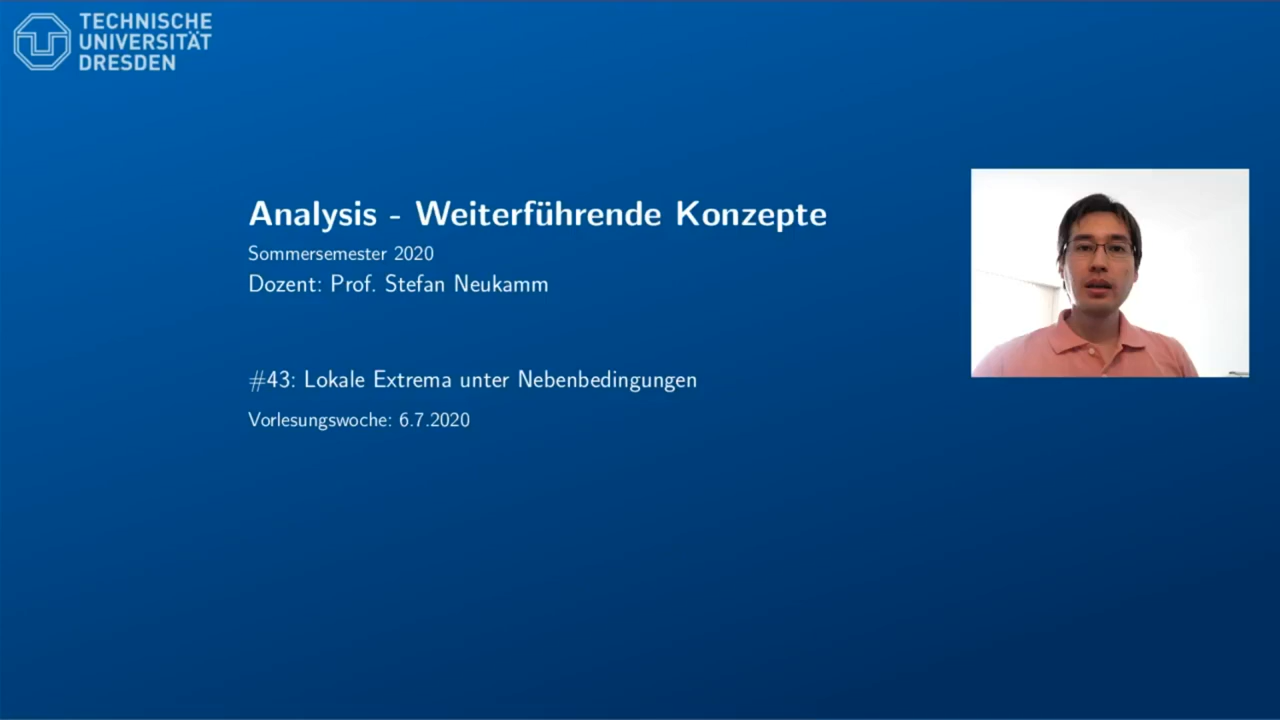 TECHNISCHE
UNIVERSITÄT
DRESDEN
Analysis - Weiterführende Konzepte
Sommersemester 2020
Dozent: Prof. Stefan Neukamm
#43: Lokale Extrema unter Nebenbedingungen
Vorlesungswoche: 6.7.2020